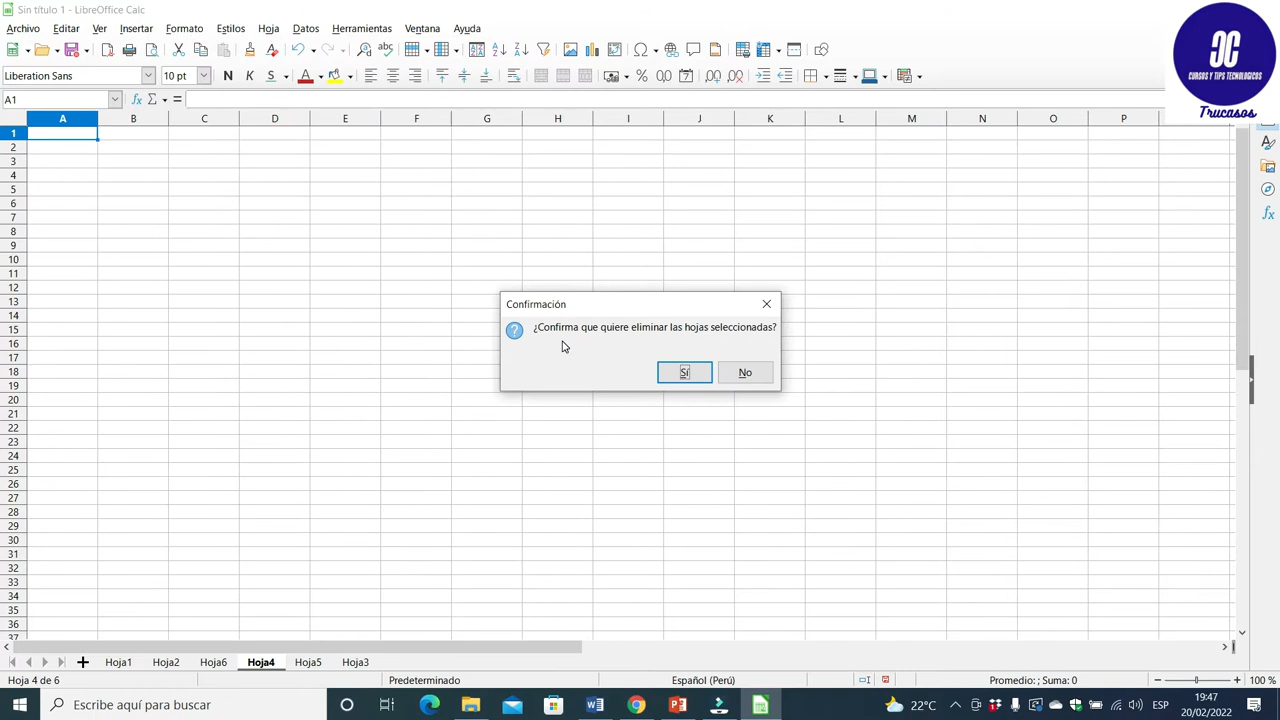 Sin título 1 - LibreOffice Calc
Archivo Editar Ver Insertar Formato Estilos Hoja Datos Herramientas Ventana Ayuda
Liberation Sans 10 pt N K S
A1
A B C D E F G H I J K L M N O P
1
2
3
4
5
6
7
8
9
10
11
12
13
14
15
16
17
18
19
20
21
22
23
24
25
26
27
28
29
30
31
32
33
34
35
36
37
Confirmación
¿Confirma que quiere eliminar las hojas seleccionadas?
Sí No
Hoja1 Hoja2 Hoja6 Hoja4 Hoja5 Hoja3
Hoja 4 de 6 Predeterminado Español (Perú) Promedio: ; Suma: 0 100 %
Escribe aquí para buscar 22°C ESP 19:47
20/02/2022
CURSOS Y TIPS TECNOLOGICOS
Trucasos